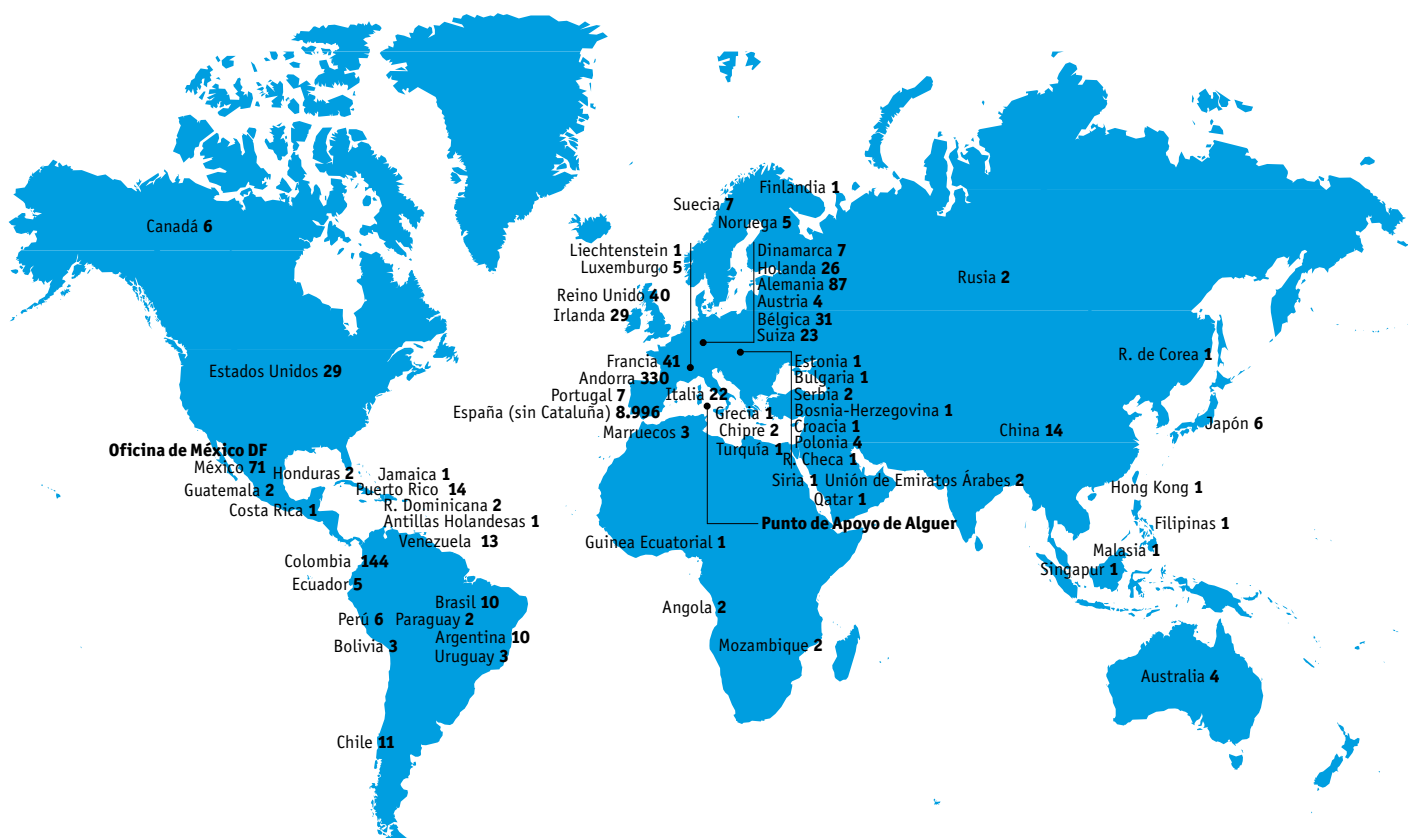 Finlandia 1
Suecia 7
Noruega 5
Canadá 6
Liechtenstein 1
Luxemburgo 5
Dinamarca 7
Holanda 26
Alemania 87
Austria 4
Bélgica 31
Suiza 23
Rusia 2
Reino Unido 40
Irlanda 29
Estados Unidos 29
Francia 41
Andorra 330
Portugal 7
España (sin Cataluña) 8.996
Marruecos 3
Italia 22
Grecia 1
Chipre 2
Turquía 1
Estonia 1
Bulgaria 1
Serbia 2
Bosnia-Herzegovina 1
Croacia 1
Polonia 4
R. Checa 1
R. de Corea 1
Japón 6
China 14
Siria 1
Unión de Emiratos Árabes 2
Qatar 1
Hong Kong 1
Filipinas 1
Malasia 1
Singapur 1
Oficina de México DF
México 71
Honduras 2
Guatemala 2
Costa Rica 1
Jamaica 1
Puerto Rico 14
R. Dominicana 2
Antillas Holandesas 1
Venezuela 13
Punto de Apoyo de Alguer
Guinea Ecuatorial 1
Colombia 144
Ecuador 5
Brasil 10
Perú 6
Paraguay 2
Argentina 10
Bolivia 3
Uruguay 3
Angola 2
Mozambique 2
Australia 4
Chile 11